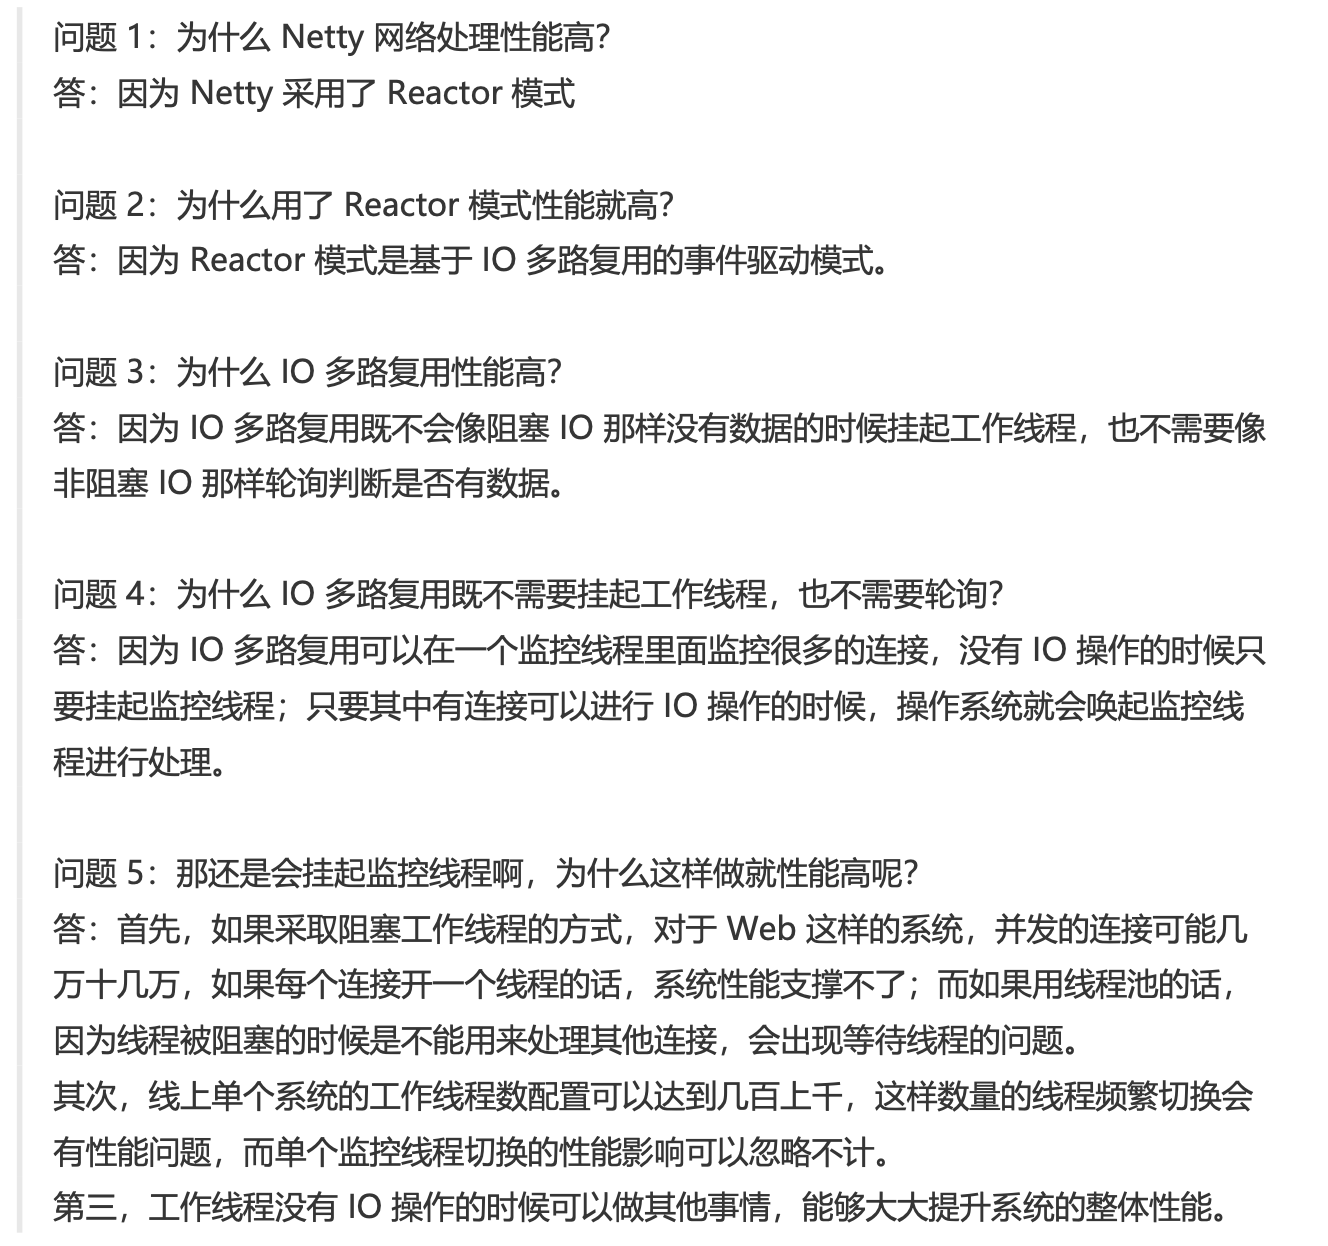 问题 1：为什么 Netty 网络处理性能高？
答：因为 Netty 采用了 Reactor 模式
问题 2：为什么用了 Reactor 模式性能就高？
答：因为 Reactor 模式是基于 IO 多路复用的事件驱动模式。
问题 3：为什么 IO 多路复用性能高？
答：因为 IO 多路复用既不会像阻塞 IO 那样没有数据的时候挂起工作线程，也不需要像
非阻塞 IO 那样轮询判断是否有数据。
问题 4：为什么 IO 多路复用既不需要挂起工作线程，也不需要轮询？
答：因为 IO 多路复用可以在一个监控线程里面监控很多的连接，没有 IO 操作的时候只
要挂起监控线程；只要其中有连接可以进行 IO 操作的时候，操作系统就会唤起监控线
程进行处理。
问题 5：那还是会挂起监控线程啊，为什么这样做就性能高呢？
答：首先，如果采取阻塞工作线程的方式，对于 Web 这样的系统，并发的连接可能几
万十几万，如果每个连接开一个线程的话，系统性能支撑不了；而如果用线程池的话，
因为线程被阻塞的时候是不能用来处理其他连接，会出现等待线程的问题。
其次，线上单个系统的工作线程数配置可以达到几百上千，这样数量的线程频繁切换会
有性能问题，而单个监控线程切换的性能影响可以忽略不计。
第三，工作线程没有 IO 操作的时候可以做其他事情，能够大大提升系统的整体性能。